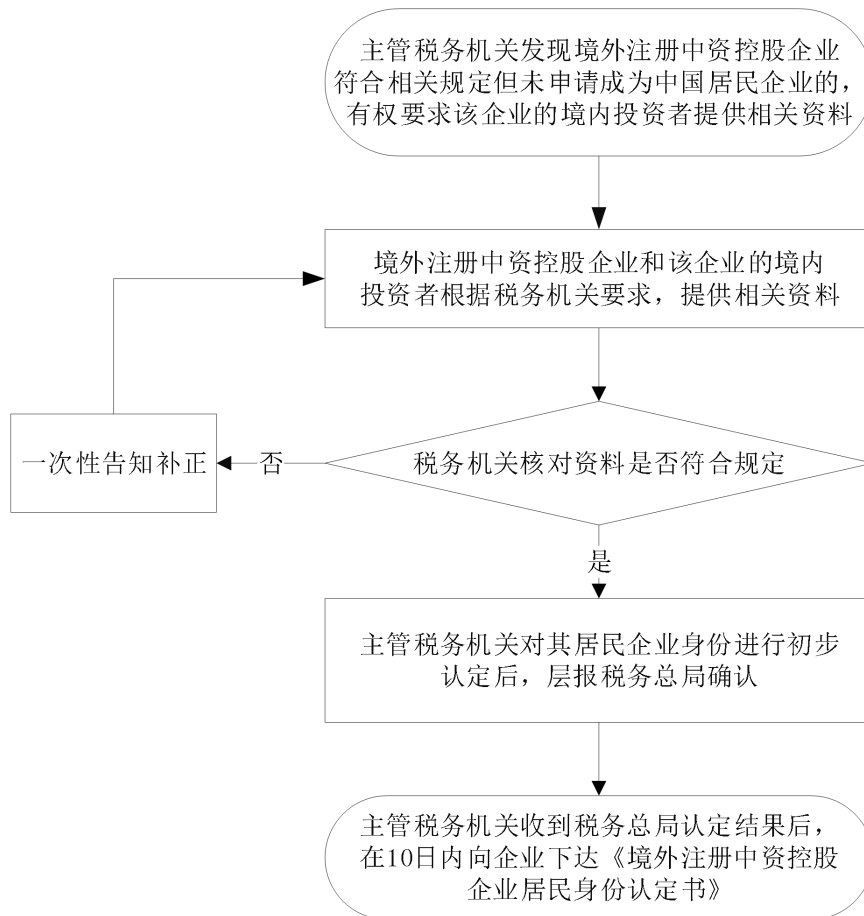 主管税务机关发现境外注册中资控股企业
符合相关规定但未申请成为中国居民企业的，
有权要求该企业的境内投资者提供相关资料
境外注册中资控股企业和该企业的境内
投资者根据税务机关要求，提供相关资料
税务机关核对资料是否符合规定
否
一次性告知补正
是
主管税务机关对其居民企业身份进行初步
认定后，层报税务总局确认
主管税务机关收到税务总局认定结果后，
在10日内向企业下达《境外注册中资控股
企业居民身份认定书》